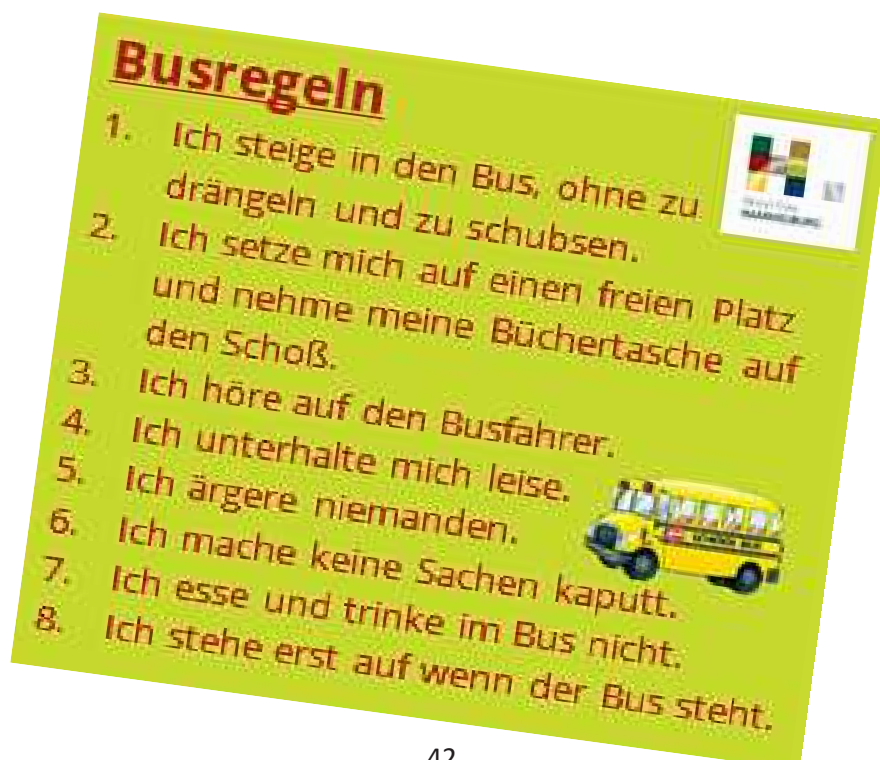 Busregeln
1. Ich steige in den Bus, ohne zu
drängeln und zu schubsen.
2. Ich setze mich auf einen freien Platz
und nehme meine Büchertasche auf
den Schoß.
3. Ich höre auf den Busfahrer.
4. Ich unterhalte mich leise.
5. Ich ärgere niemanden.
6. Ich mache keine Sachen kaputt.
7. Ich esse und trinke im Bus nicht.
8. Ich stehe erst auf wenn der Bus steht.
SCHOOL BUS
42